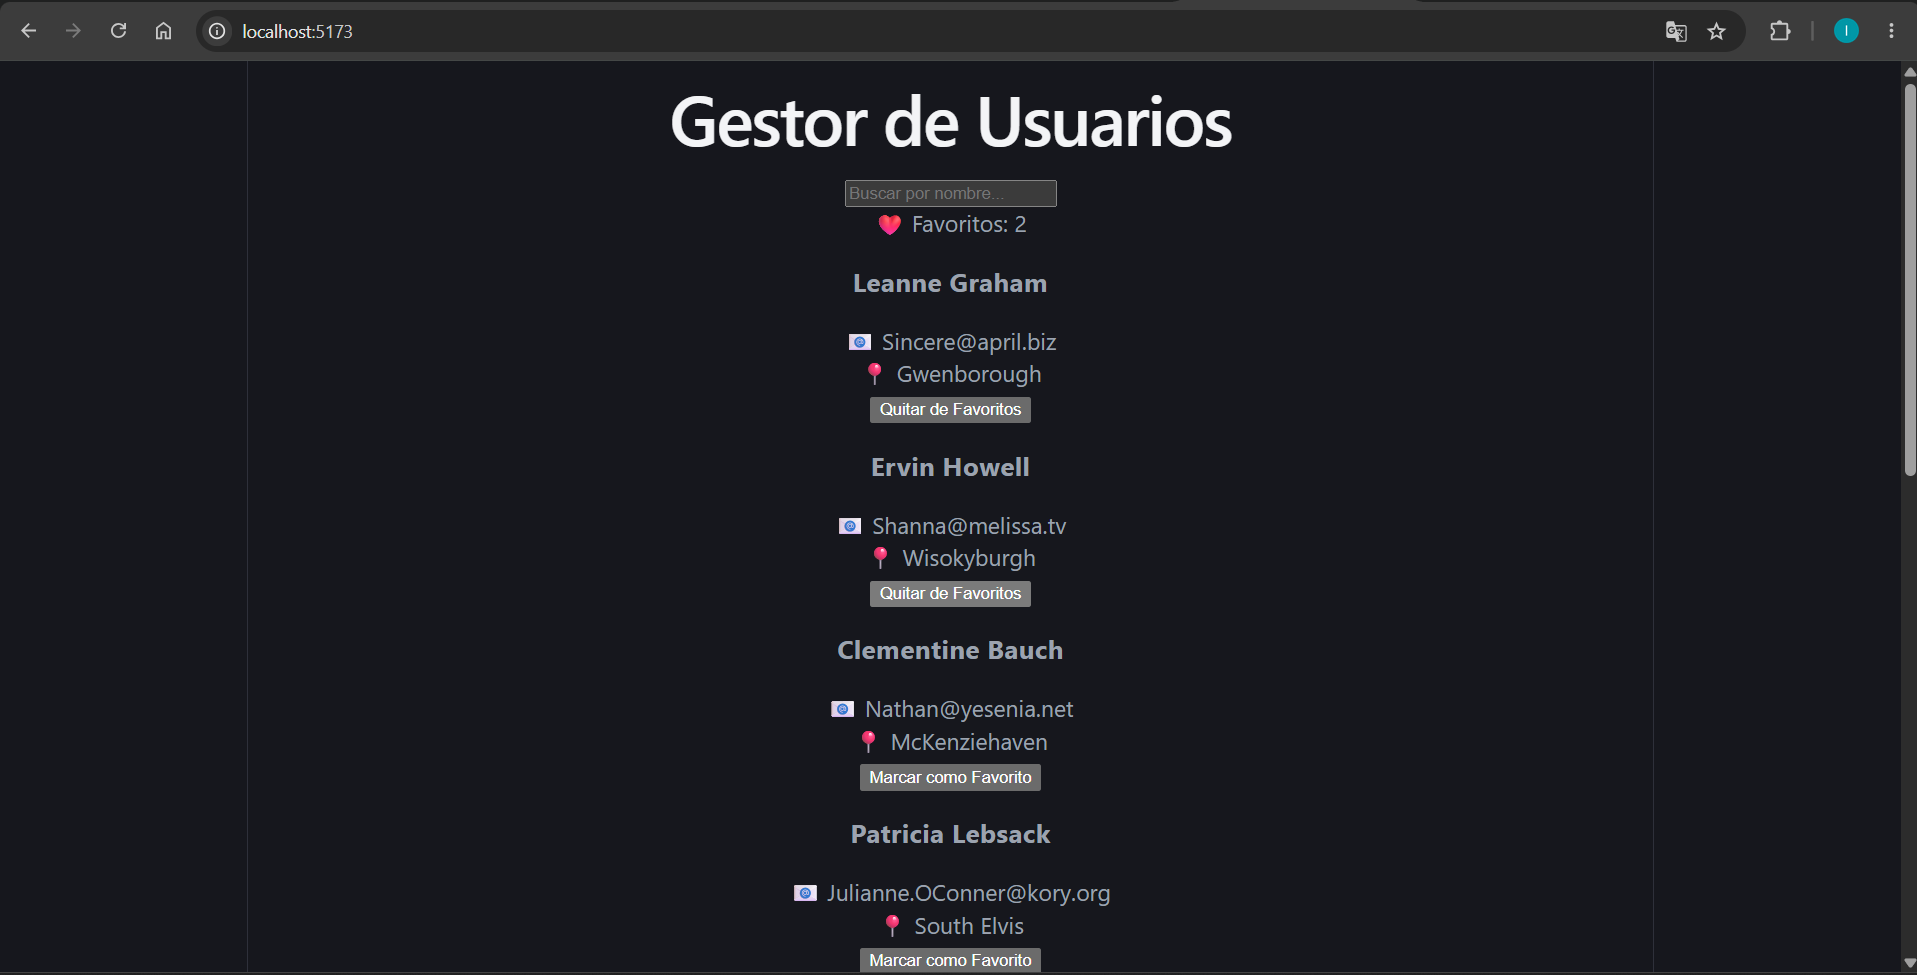 localhost:5173
I
Gestor de Usuarios
Buscar por nombre...
❤️ Favoritos: 2
Leanne Graham
📧 Sincere@april.biz
📍 Gwenborough
Quitar de Favoritos
Ervin Howell
📧 Shanna@melissa.tv
📍 Wisokyburgh
Quitar de Favoritos
Clementine Bauch
📧 Nathan@yesenia.net
📍 McKenziehaven
Marcar como Favorito
Patricia Lebsack
📧 Julianne.OConner@kory.org
📍 South Elvis
Marcar como Favorito